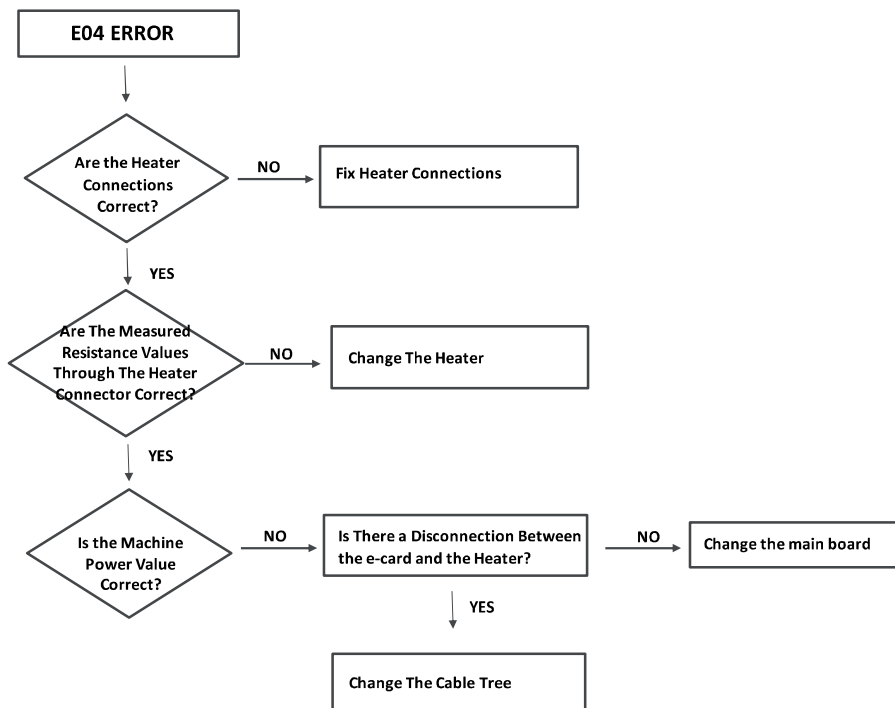 E04 ERROR
Are the Heater
Connections
Correct?
NO
Fix Heater Connections
YES
Are The Measured
Resistance Values
Through The Heater
Connector Correct?
NO
Change The Heater
YES
Is the Machine
Power Value
Correct?
NO
Is There a Disconnection Between
the e-card and the Heater?
NO
Change the main board
YES
Change The Cable Tree